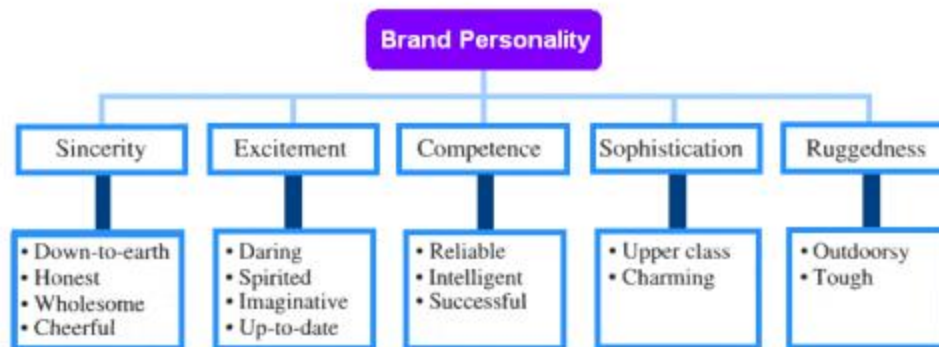 Brand Personality
Sincerity
Excitement
Competence
Sophistication
Ruggedness
• Down-to-earth
• Honest
• Wholesome
• Cheerful
• Daring
• Spirited
• Imaginative
• Up-to-date
• Reliable
• Intelligent
• Successful
• Upper class
• Charming
• Outdoorsy
• Tough